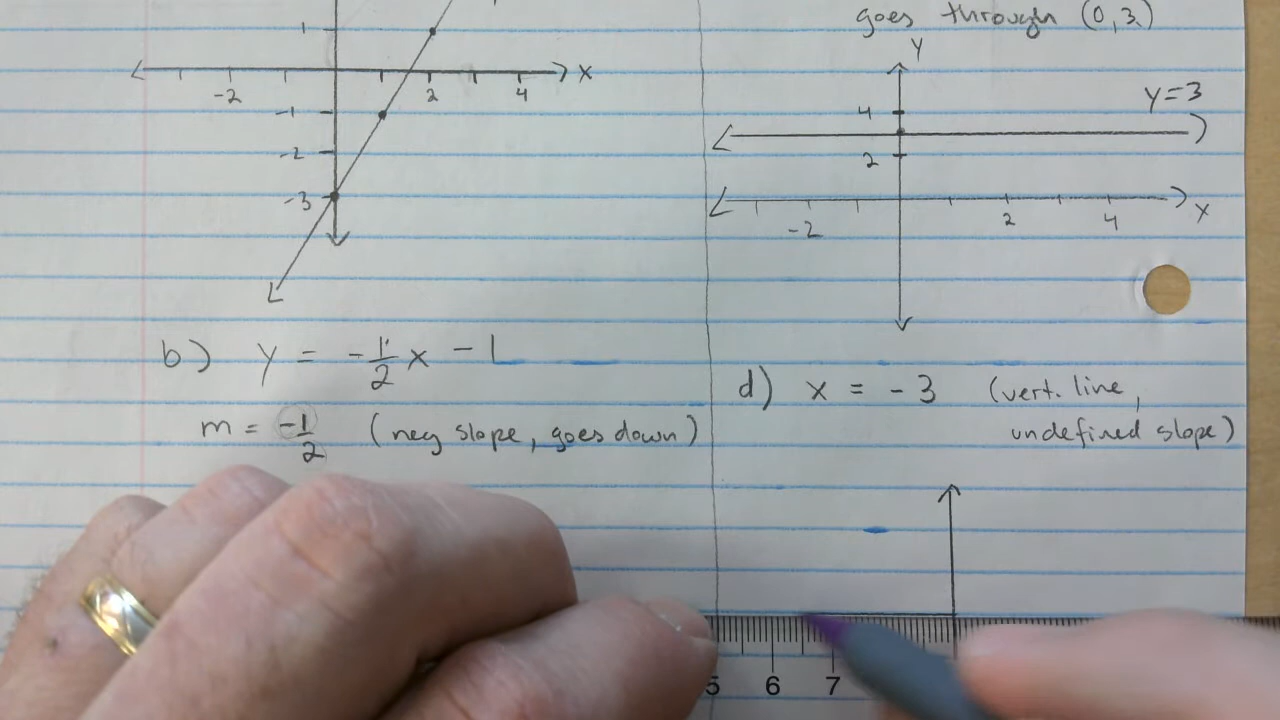 1
x
-2
2
4
-1
-2
-3
b) y = -1/2 x - 1
m = -1/2 (neg slope, goes down)
goes through (0,3)
y
y=3
4
2
x
-2
2
4
d) x = -3 (vert. line,
undefined slope)
5 6 7